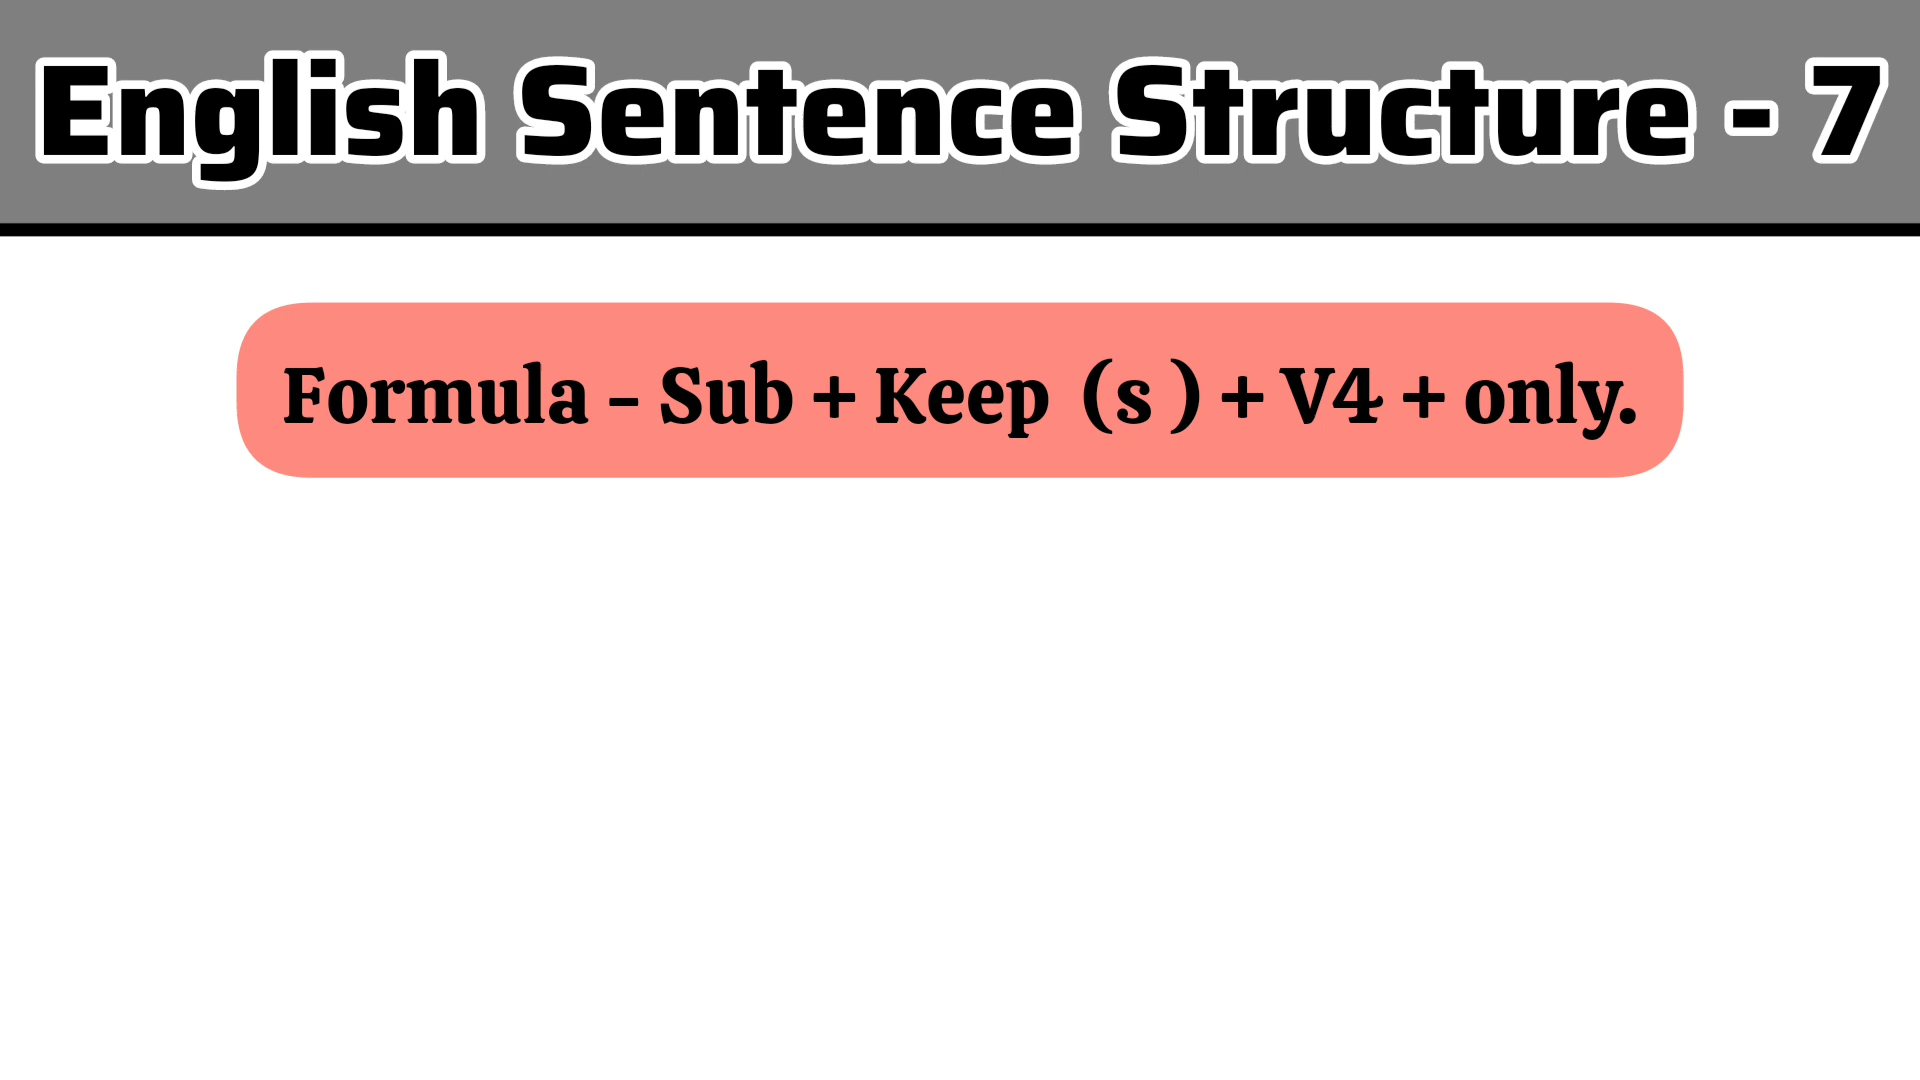 English Sentence Structure - 7
Formula - Sub + Keep (s ) + V4 + only.